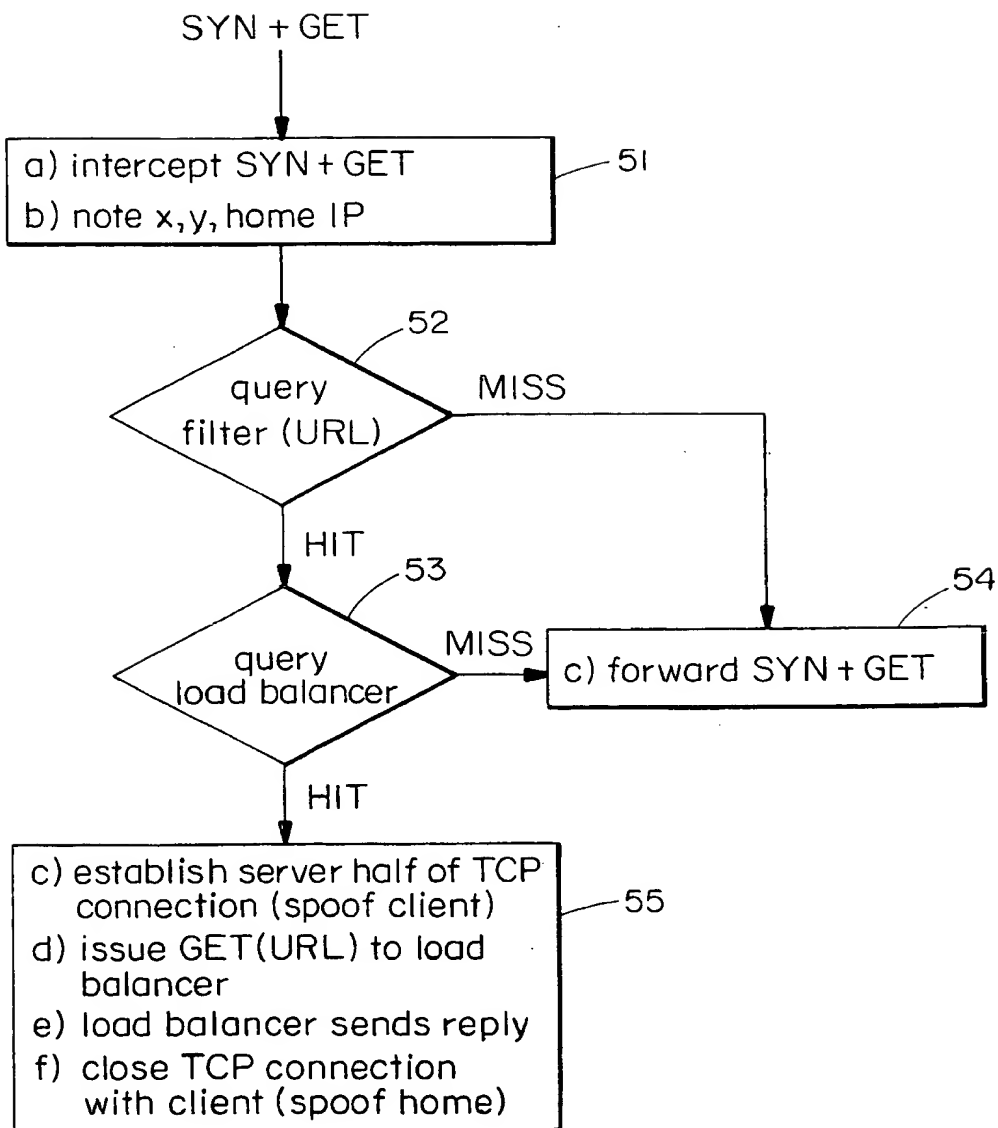 SYN + GET
a) intercept SYN + GET
b) note x, y, home IP
51
52
query
filter (URL)
MISS
HIT
53
query
load balancer
MISS
54
c) forward SYN + GET
HIT
c) establish server half of TCP
connection (spoof client)
d) issue GET(URL) to load
balancer
e) load balancer sends reply
f) close TCP connection
with client (spoof home)
55